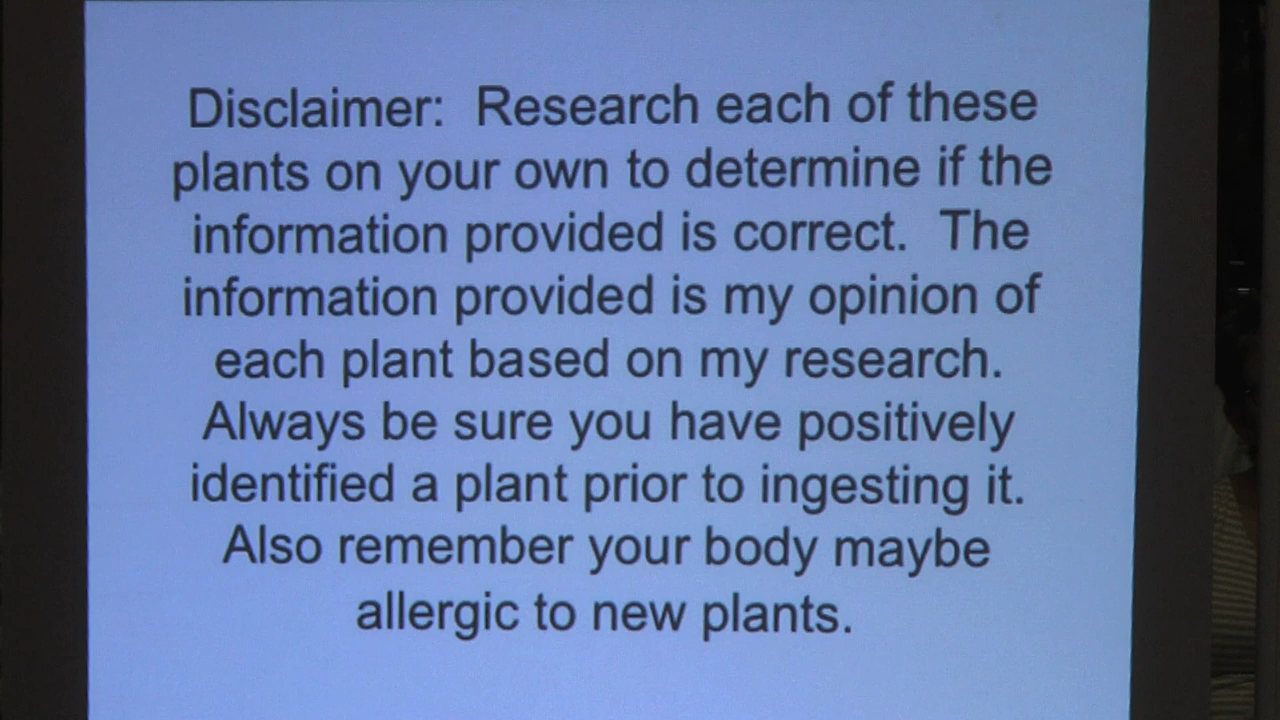 Disclaimer:  Research each of these
plants on your own to determine if the
information provided is correct.  The
information provided is my opinion of
each plant based on my research.
Always be sure you have positively
identified a plant prior to ingesting it.
Also remember your body maybe
allergic to new plants.